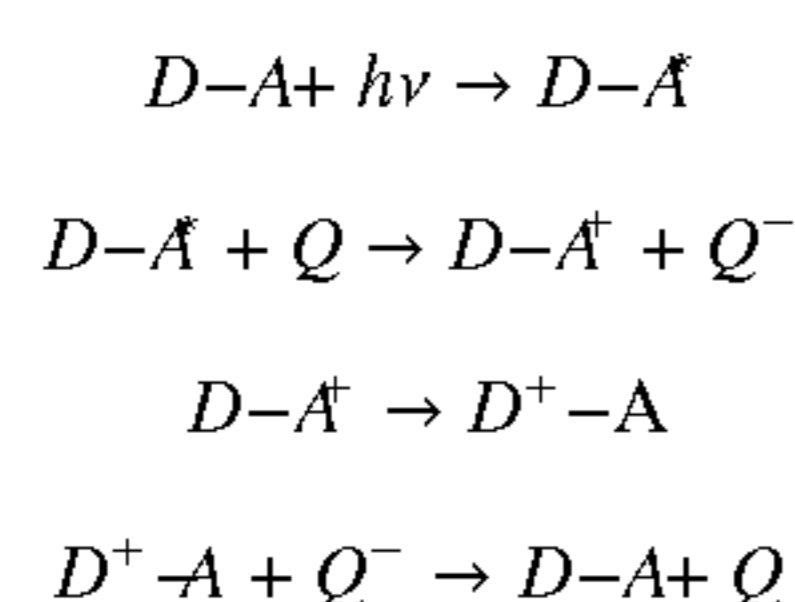 D–A+ hν → D–A*
D–A* + Q → D–A⁺ + Q⁻
D–A⁺ → D⁺–A
D⁺–A + Q⁻ → D–A+ Q